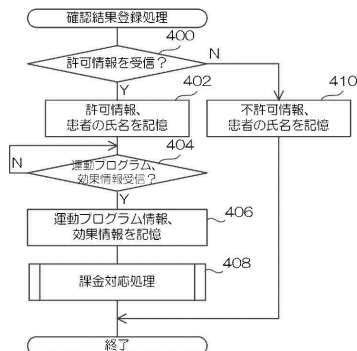 確認結果登録処理
400
許可情報を受信？
N
Y
402
410
許可情報、
患者の氏名を記憶
不許可情報、
患者の氏名を記憶
404
N
運動プログラム、
効果情報受信？
Y
406
運動プログラム情報、
効果情報を記憶
408
課金対応処理
終了